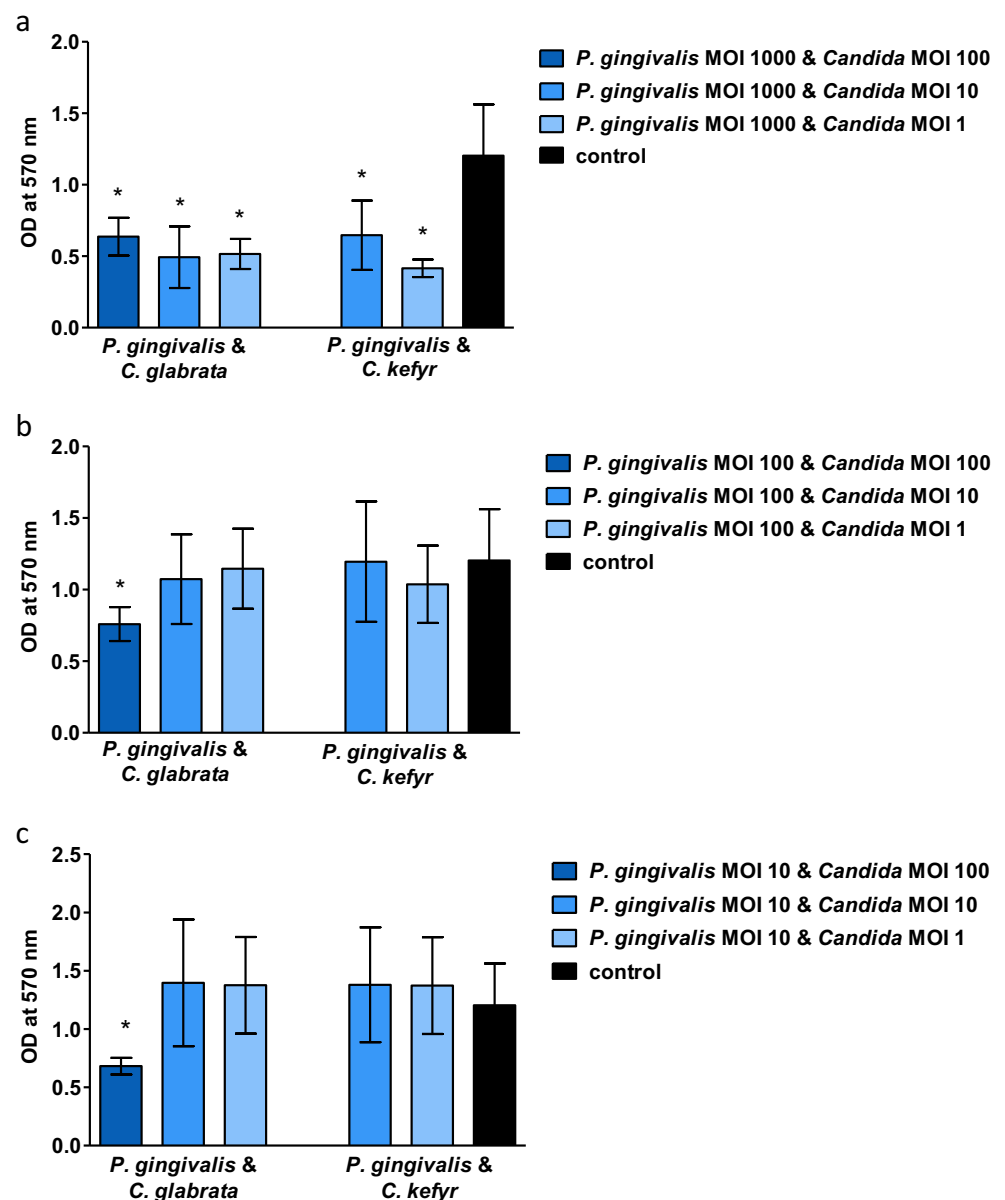 a
2.0
1.5
1.0
0.5
0.0
OD at 570 nm
* * * * *
P. gingivalis &
C. glabrata
P. gingivalis &
C. kefyr
P. gingivalis MOI 1000 & Candida MOI 100
P. gingivalis MOI 1000 & Candida MOI 10
P. gingivalis MOI 1000 & Candida MOI 1
control
b
2.0
1.5
1.0
0.5
0.0
OD at 570 nm
*
P. gingivalis &
C. glabrata
P. gingivalis &
C. kefyr
P. gingivalis MOI 100 & Candida MOI 100
P. gingivalis MOI 100 & Candida MOI 10
P. gingivalis MOI 100 & Candida MOI 1
control
c
2.5
2.0
1.5
1.0
0.5
0.0
OD at 570 nm
*
P. gingivalis &
C. glabrata
P. gingivalis &
C. kefyr
P. gingivalis MOI 10 & Candida MOI 100
P. gingivalis MOI 10 & Candida MOI 10
P. gingivalis MOI 10 & Candida MOI 1
control